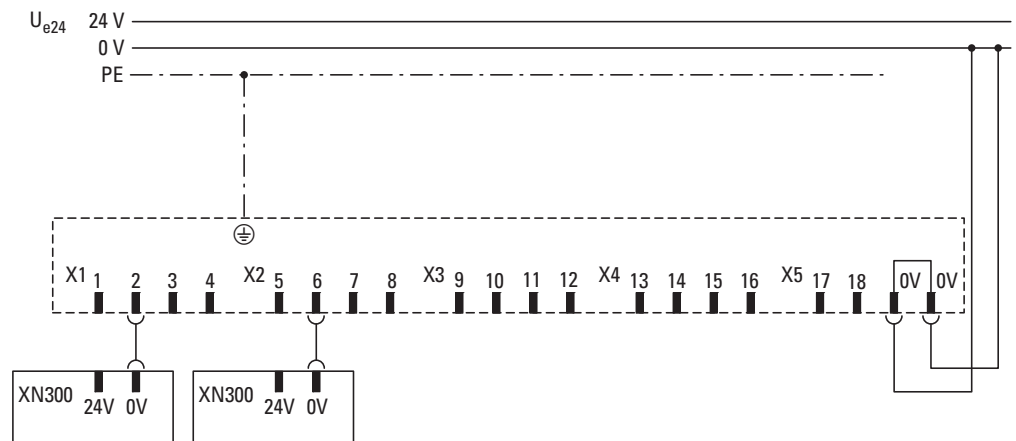 Ue24 24 V
0 V
PE
X1 1 2 3 4 X2 5 6 7 8 X3 9 10 11 12 X4 13 14 15 16 X5 17 18 0V 0V
XN300 24V 0V XN300 24V 0V